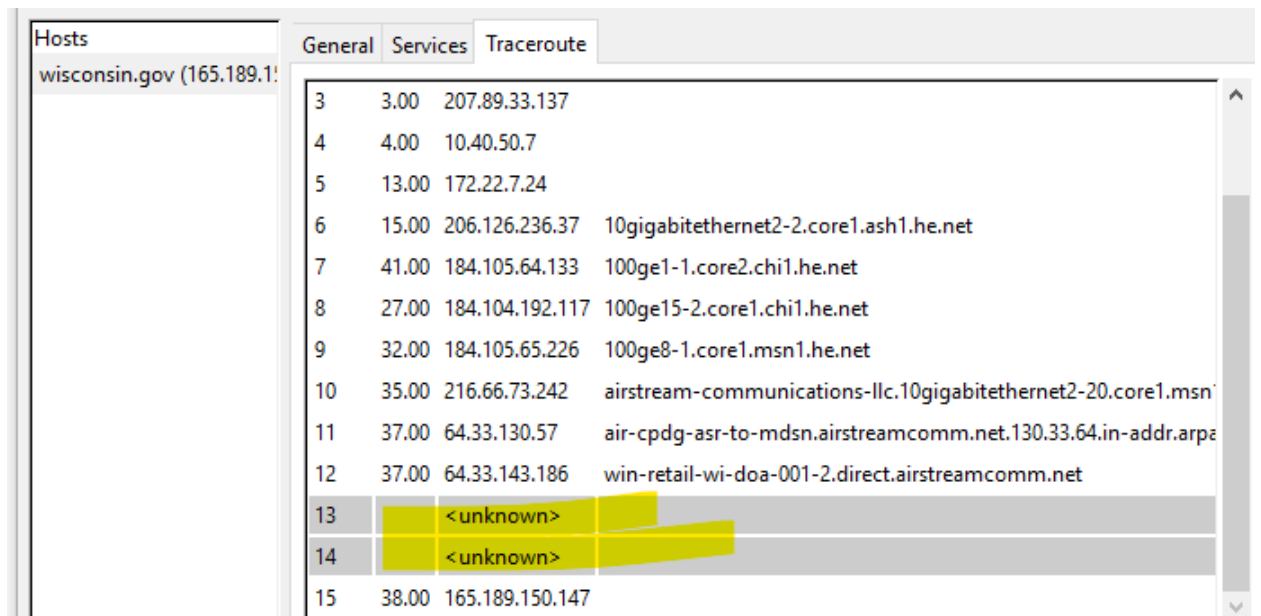 Hosts
wisconsin.gov (165.189.1
General Services Traceroute
3 3.00 207.89.33.137
4 4.00 10.40.50.7
5 13.00 172.22.7.24
6 15.00 206.126.236.37 10gigabitethernet2-2.core1.ash1.he.net
7 41.00 184.105.64.133 100ge1-1.core2.chi1.he.net
8 27.00 184.104.192.117 100ge15-2.core1.chi1.he.net
9 32.00 184.105.65.226 100ge8-1.core1.msn1.he.net
10 35.00 216.66.73.242 airstream-communications-llc.10gigabitethernet2-20.core1.msn
11 37.00 64.33.130.57 air-cpdg-asr-to-mdsn.airstreamcomm.net.130.33.64.in-addr.arpa
12 37.00 64.33.143.186 win-retail-wi-doa-001-2.direct.airstreamcomm.net
13 <unknown>
14 <unknown>
15 38.00 165.189.150.147